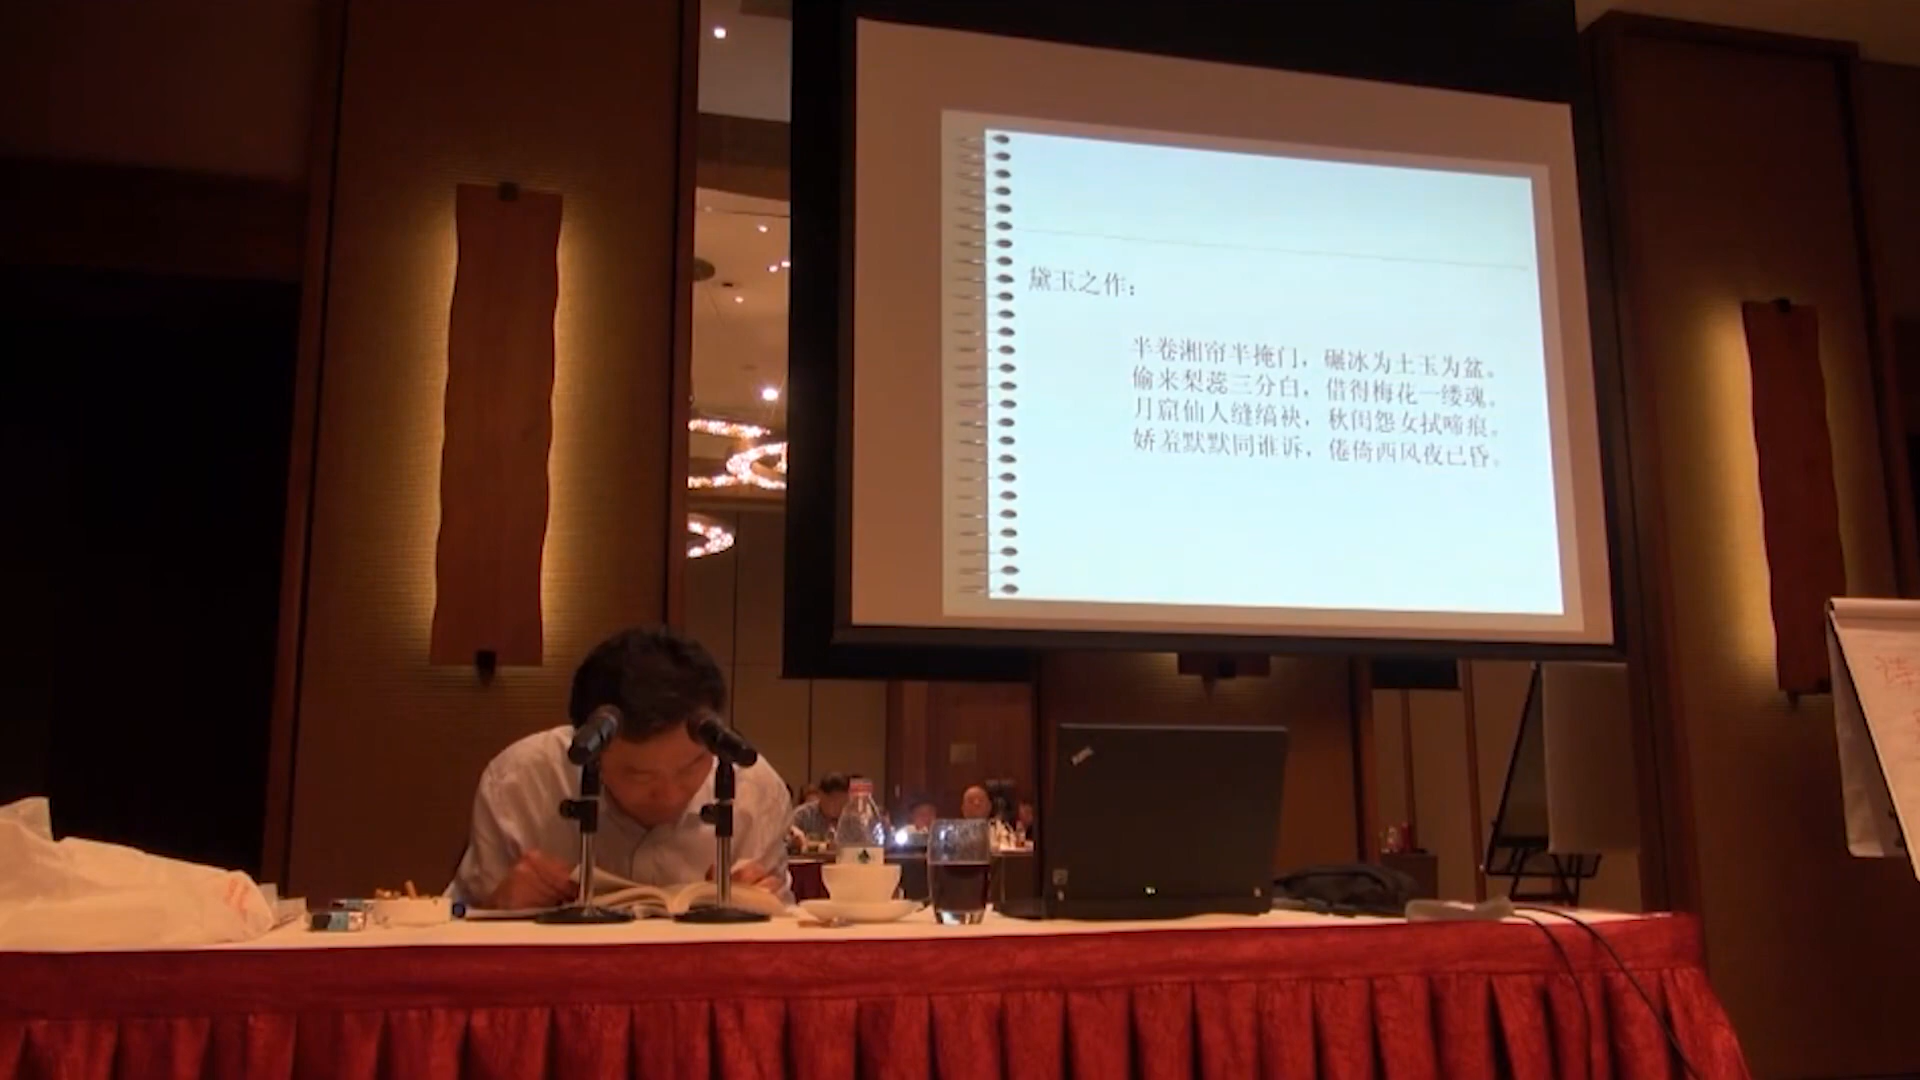 黛玉之作：
半卷湘帘半掩门，碾冰为土玉为盆。
偷来梨蕊三分白，借得梅花一缕魂。
月窟仙人缝缟袂，秋闺怨女拭啼痕。
娇羞默默同谁诉，倦倚西风夜已昏。